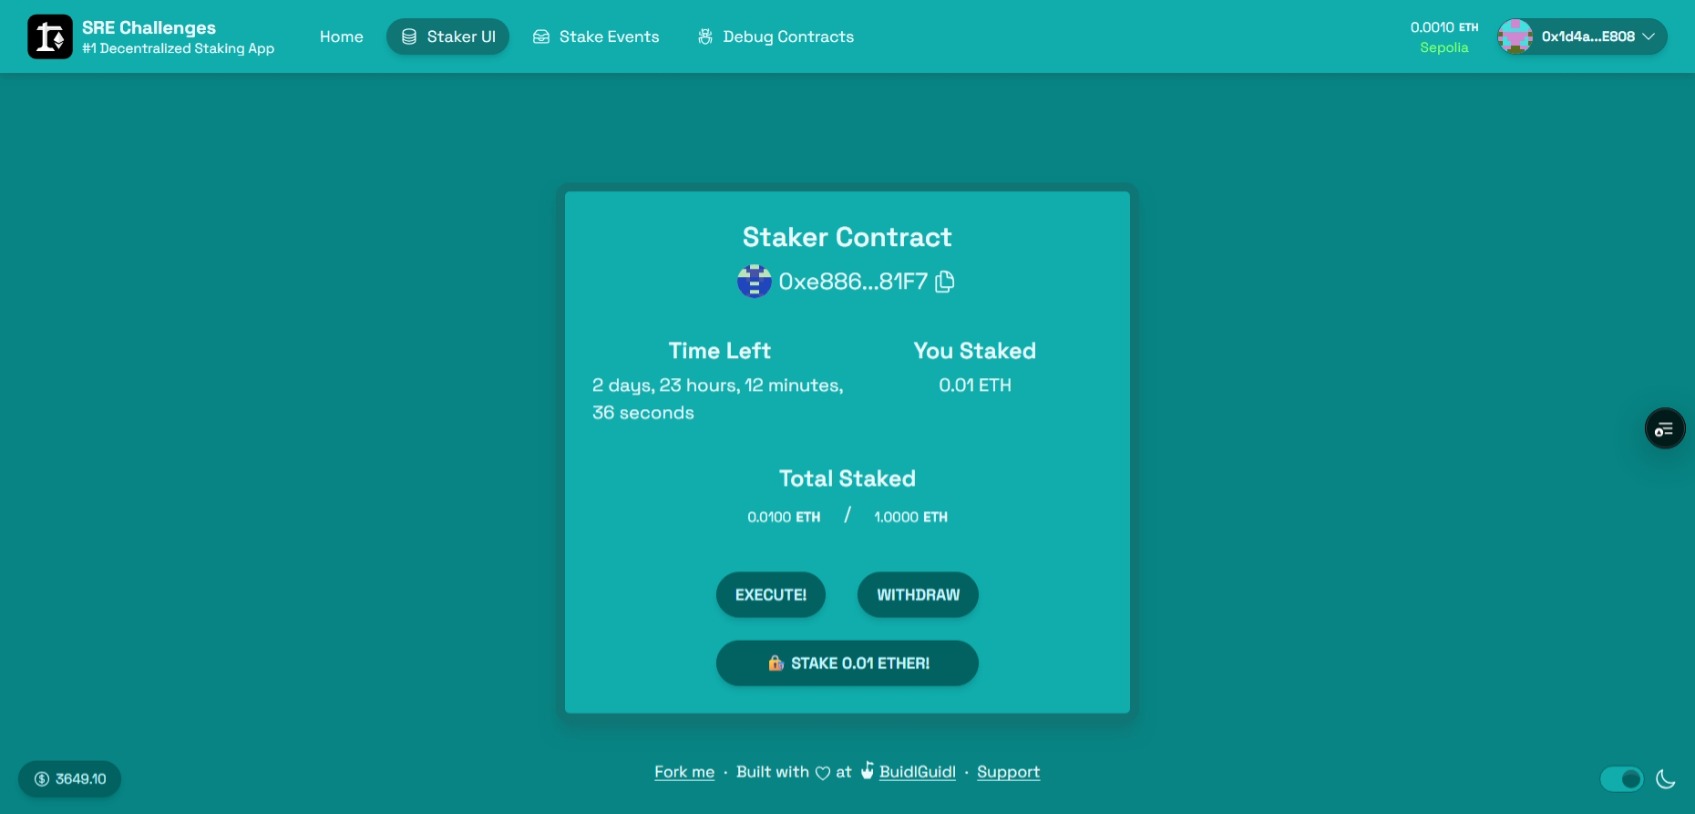 SRE Challenges
#1 Decentralized Staking App
Home
Staker UI
Stake Events
Debug Contracts
0.0010 ETH
Sepolia
0x1d4a...E808
Staker Contract
0xe886...81F7
Time Left
2 days, 23 hours, 12 minutes,
36 seconds
You Staked
0.01 ETH
Total Staked
0.0100 ETH / 1.0000 ETH
EXECUTE!
WITHDRAW
🔏 STAKE 0.01 ETHER!
Fork me · Built with ♡ at BuidlGuidl · Support
3649.10